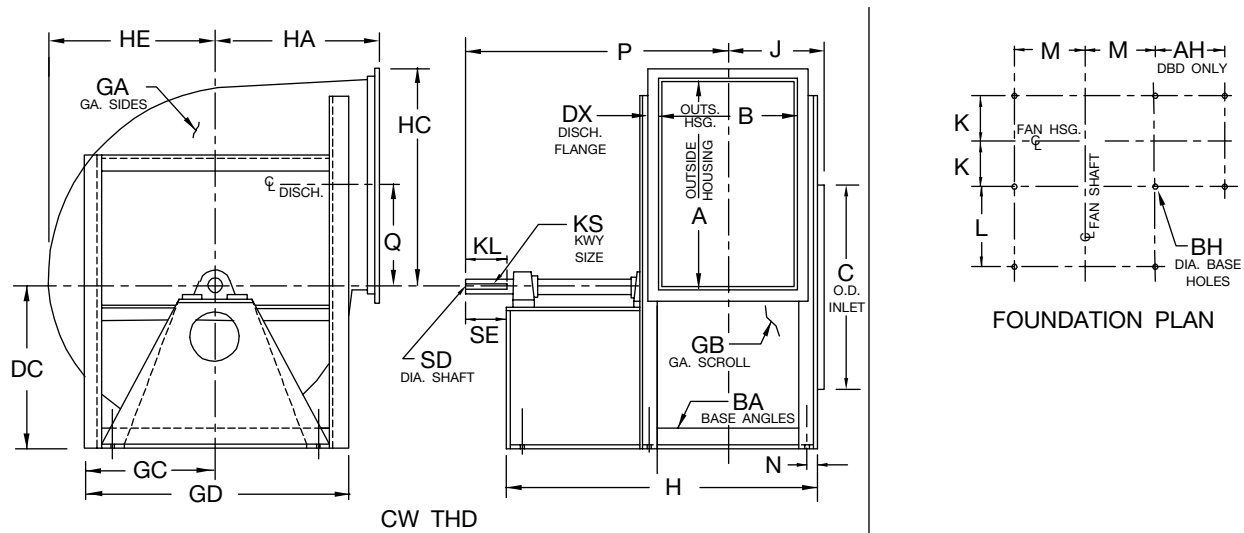 HE
HA
GA
GA. SIDES
HC
℄ DISCH.
Q
DC
GC
GD
CW THD
P
J
DX
DISCH.
FLANGE
OUTS.
HSG.
B
OUTSIDE
HOUSING
A
KL
KS
KWY
SIZE
C
O.D.
INLET
SE
SD
DIA. SHAFT
GB
GA. SCROLL
BA
BASE ANGLES
N
H
M
M
AH
DBD ONLY
K
FAN HSG.
℄
K
℄ FAN SHAFT
L
BH
DIA. BASE
HOLES
FOUNDATION PLAN